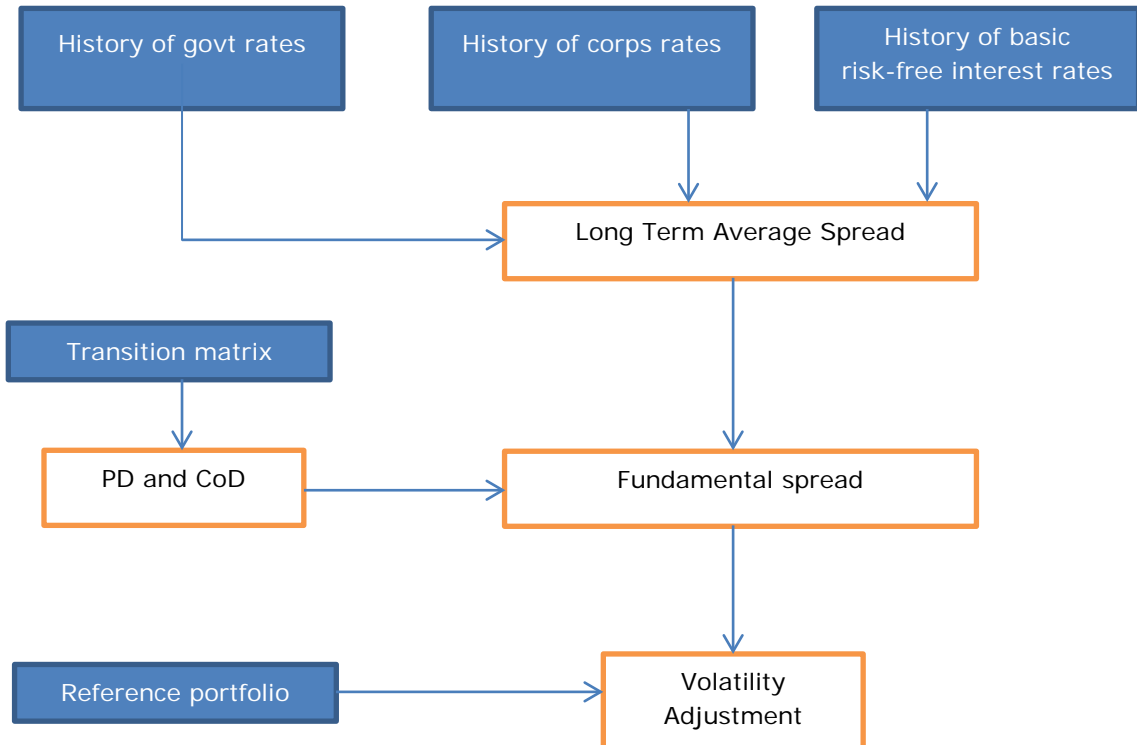 History of govt rates
History of corps rates
History of basic
risk-free interest rates
Long Term Average Spread
Transition matrix
PD and CoD
Fundamental spread
Reference portfolio
Volatility
Adjustment